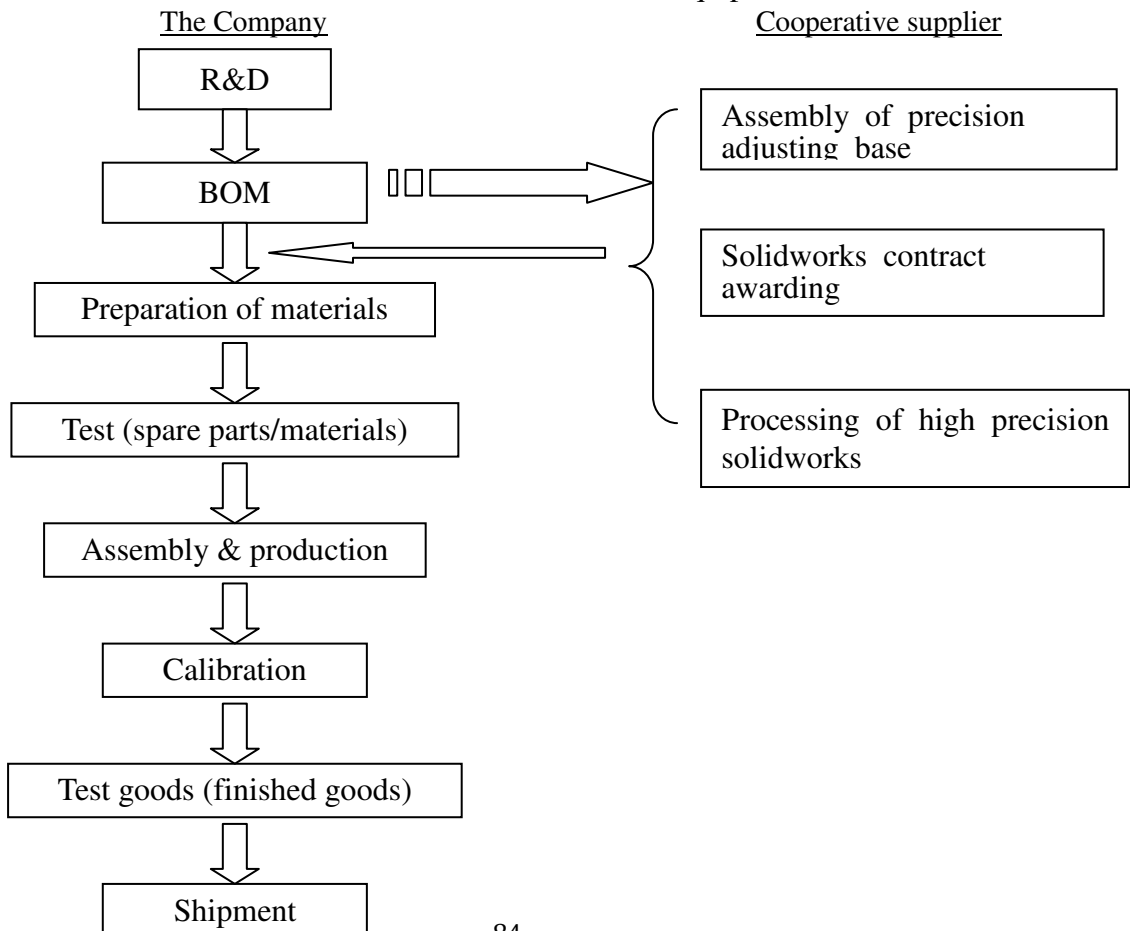 The Company
Cooperative supplier
R&D
BOM
Preparation of materials
Test (spare parts/materials)
Assembly & production
Calibration
Test goods (finished goods)
Shipment
Assembly of precision
adjusting base
Solidworks contract
awarding
Processing of high precision
solidworks
84